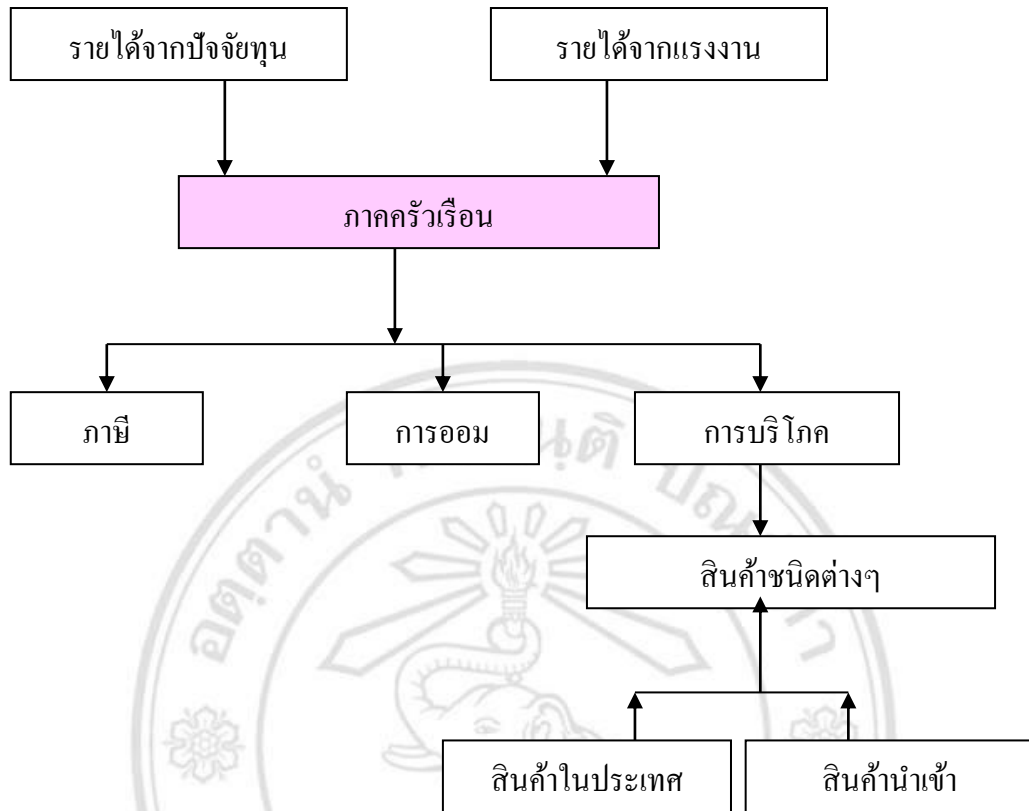 รายได้จากปัจจัยทุน
รายได้จากแรงงาน
ภาคครัวเรือน
ภาษี
การออม
การบริโภค
สินค้าชนิดต่างๆ
สินค้าในประเทศ
สินค้านำเข้า